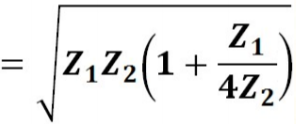 = √(Z₁Z₂(1 + Z₁/4Z₂))